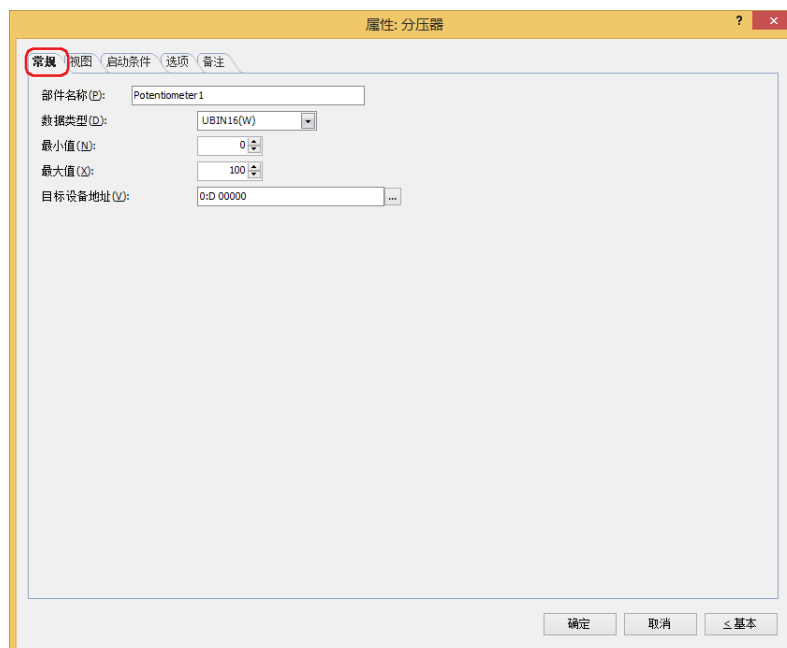 属性: 分压器 ? ×
常规 视图 启动条件 选项 备注
部件名称(P): Potentiometer1
数据类型(D): UBIN16(W)
最小值(N): 0
最大值(X): 100
目标设备地址(V): 0:D 00000 ...
确定 取消 <基本